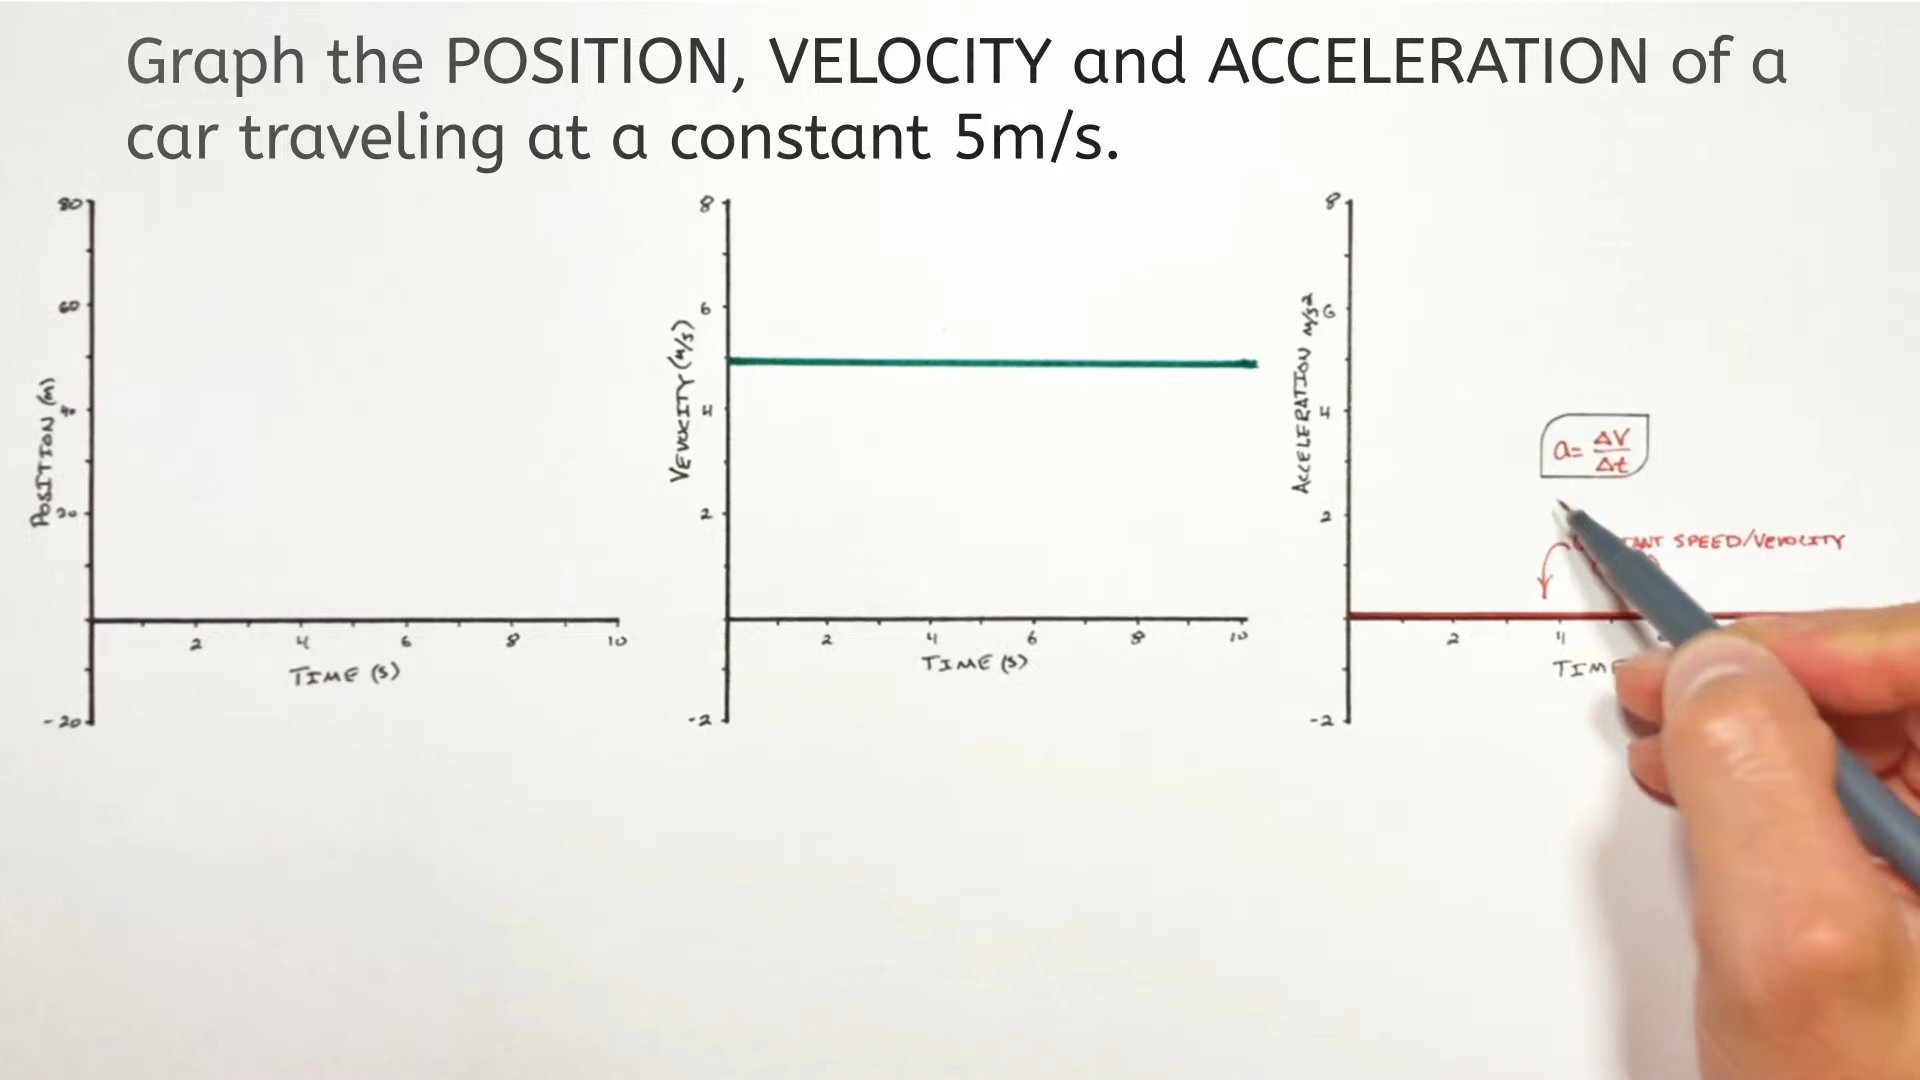 Graph the POSITION, VELOCITY and ACCELERATION of a
car traveling at a constant 5m/s.
80
60
40
20
-20
POSITION (m)
2 4 6 8 10
TIME (s)
8
6
4
2
-2
VEVOCITY (m/s)
2 4 6 8 10
TIME (s)
8
6
4
2
-2
ACCELERATION m/s2
a= ΔV
Δt
SPEED/VEVOCITY
2 4